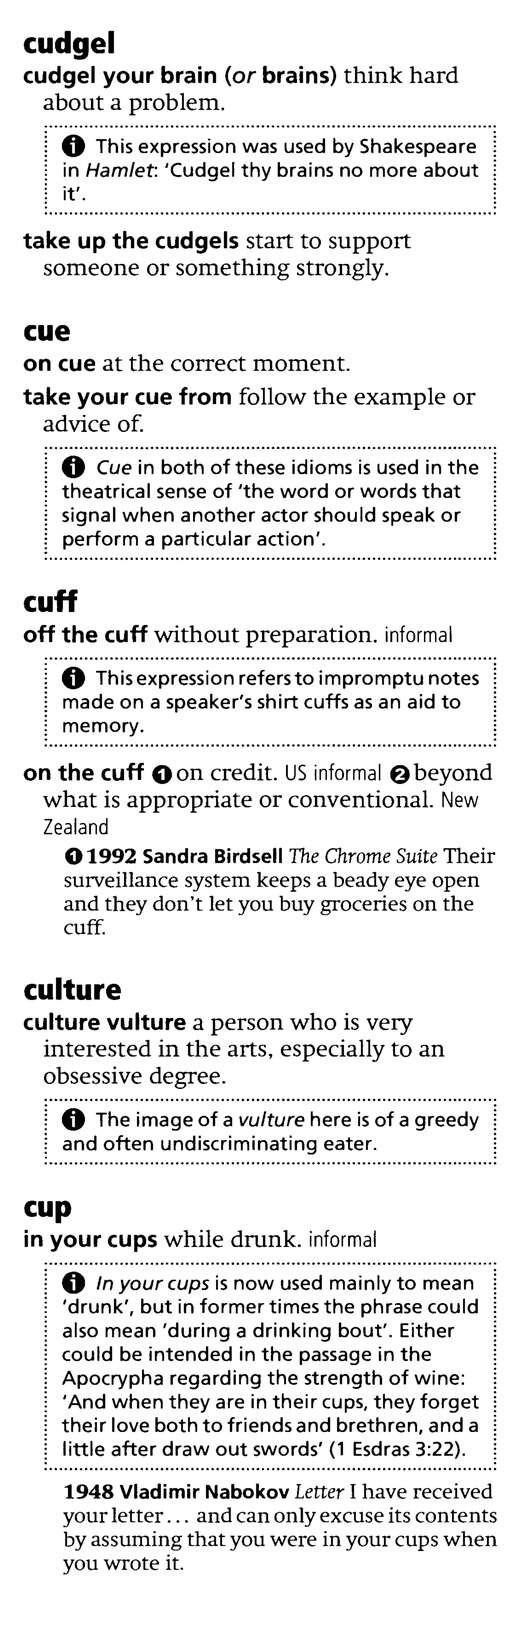 cudgel
cudgel your brain (or brains) think hard
about a problem.
ℹ This expression was used by Shakespeare
in Hamlet: ‘Cudgel thy brains no more about
it’.
take up the cudgels start to support
someone or something strongly.
cue
on cue at the correct moment.
take your cue from follow the example or
advice of.
ℹ Cue in both of these idioms is used in the
theatrical sense of ‘the word or words that
signal when another actor should speak or
perform a particular action’.
cuff
off the cuff without preparation. informal
ℹ This expression refers to impromptu notes
made on a speaker’s shirt cuffs as an aid to
memory.
on the cuff ❶ on credit. US informal ❷ beyond
what is appropriate or conventional. New
Zealand
❶ 1992 Sandra Birdsell The Chrome Suite Their
surveillance system keeps a beady eye open
and they don’t let you buy groceries on the
cuff.
culture
culture vulture a person who is very
interested in the arts, especially to an
obsessive degree.
ℹ The image of a vulture here is of a greedy
and often undiscriminating eater.
cup
in your cups while drunk. informal
ℹ In your cups is now used mainly to mean
‘drunk’, but in former times the phrase could
also mean ‘during a drinking bout’. Either
could be intended in the passage in the
Apocrypha regarding the strength of wine:
‘And when they are in their cups, they forget
their love both to friends and brethren, and a
little after draw out swords’ (1 Esdras 3:22).
1948 Vladimir Nabokov Letter I have received
your letter… and can only excuse its contents
by assuming that you were in your cups when
you wrote it.